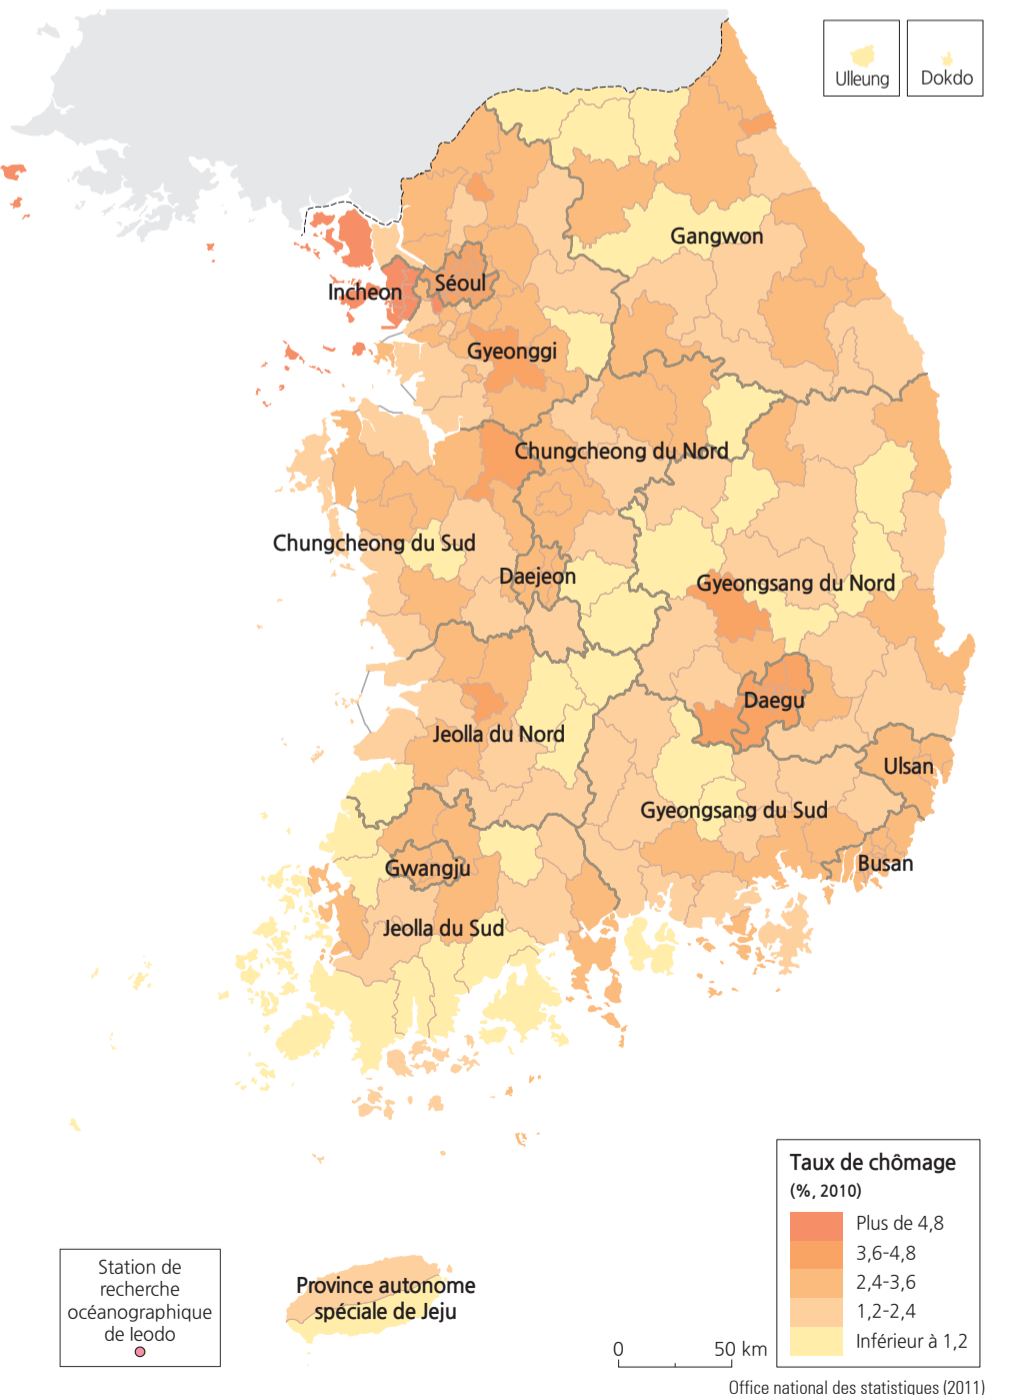 Ulleung
Dokdo
Gangwon
Séoul
Incheon
Gyeonggi
Chungcheong du Nord
Chungcheong du Sud
Daejeon
Gyeongsang du Nord
Daegu
Jeolla du Nord
Ulsan
Gyeongsang du Sud
Busan
Gwangju
Jeolla du Sud
Province autonome
spéciale de Jeju
Station de
recherche
océanographique
de Ieodo
Taux de chômage
(%, 2010)
Plus de 4,8
3,6-4,8
2,4-3,6
1,2-2,4
Inférieur à 1,2
0 50 km
Office national des statistiques (2011)